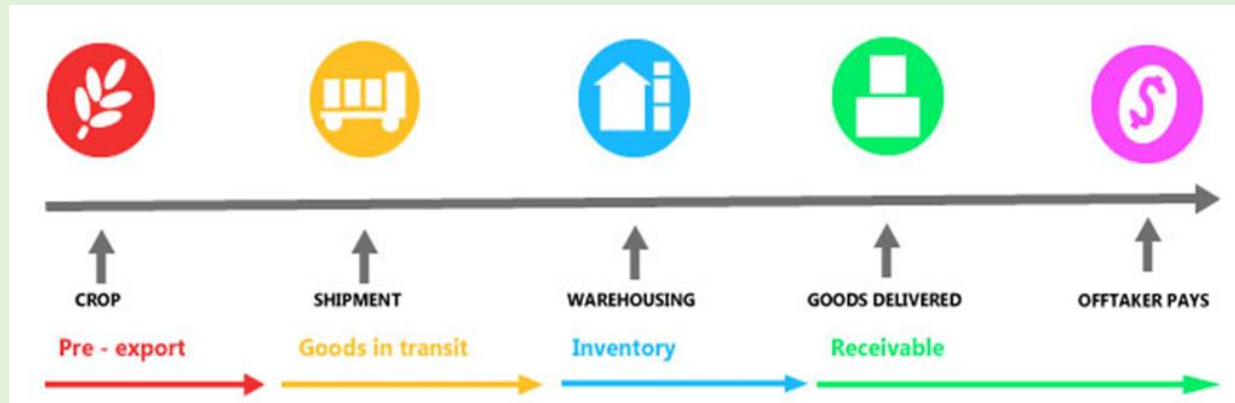 CROP SHIPMENT WAREHOUSING GOODS DELIVERED OFFTAKER PAYS
Pre - export Goods in transit Inventory Receivable